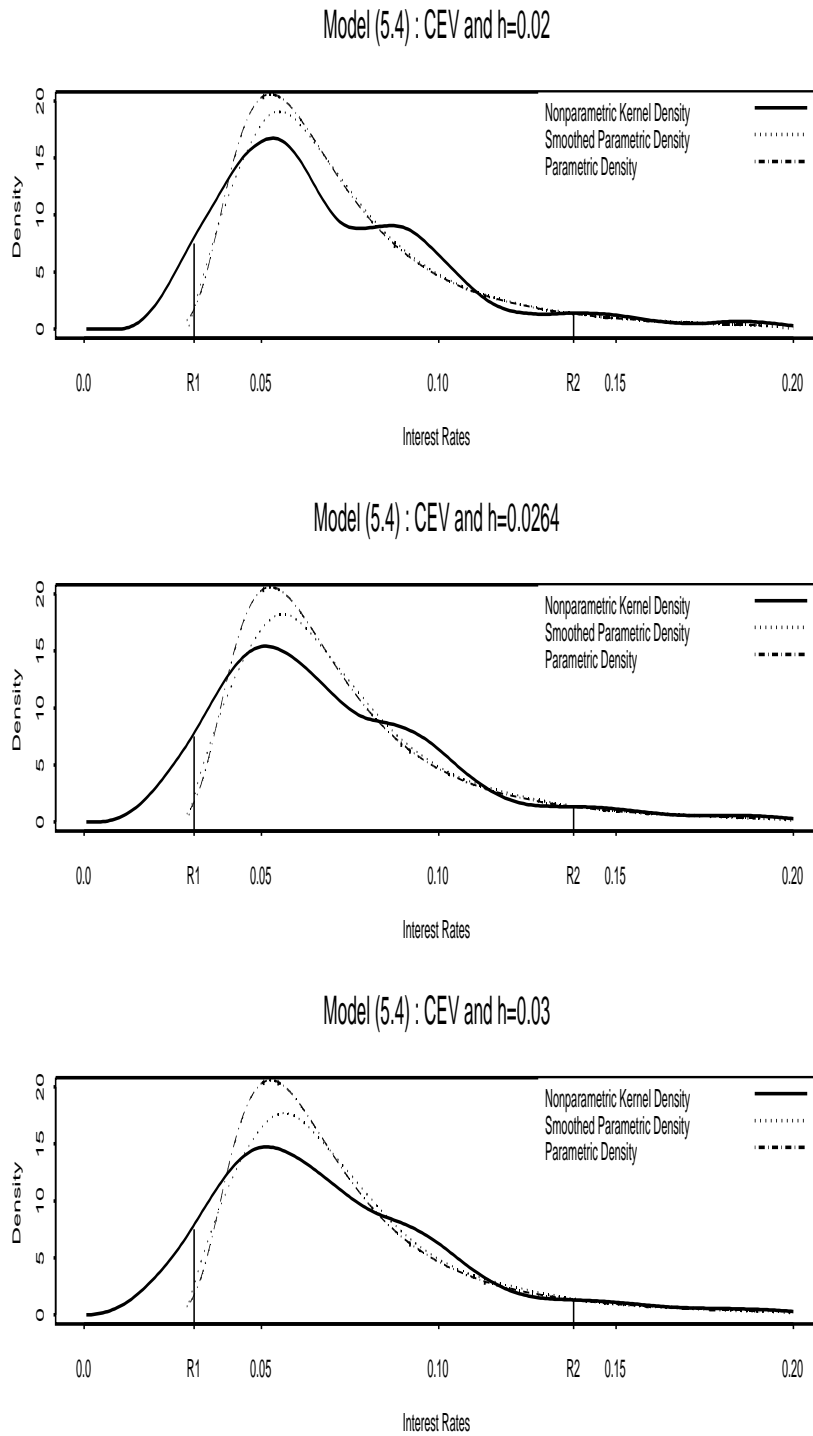 Model (5.4) : CEV and h=0.02
Nonparametric Kernel Density
Smoothed Parametric Density
Parametric Density
Density
20
15
10
5
0
0.0 R1 0.05 0.10 R2 0.15 0.20
Interest Rates
Model (5.4) : CEV and h=0.0264
Nonparametric Kernel Density
Smoothed Parametric Density
Parametric Density
Density
20
15
10
5
0
0.0 R1 0.05 0.10 R2 0.15 0.20
Interest Rates
Model (5.4) : CEV and h=0.03
Nonparametric Kernel Density
Smoothed Parametric Density
Parametric Density
Density
20
15
10
5
0
0.0 R1 0.05 0.10 R2 0.15 0.20
Interest Rates